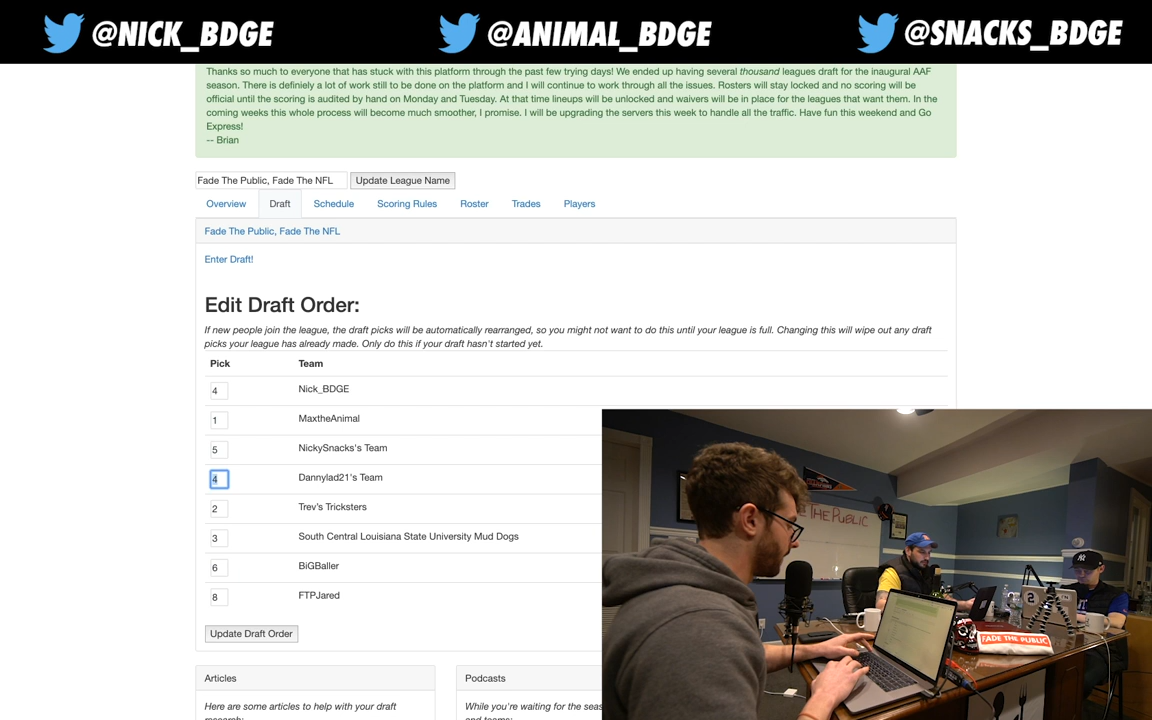 @NICK_BDGE @ANIMAL_BDGE @SNACKS_BDGE
Thanks so much to everyone that has stuck with this platform through the past few trying days! We ended up having several thousand leagues draft for the inaugural AAF
season. There is definiely a lot of work still to be done on the platform and I will continue to work through all the issues. Rosters will stay locked and no scoring will be
official until the scoring is audited by hand on Monday and Tuesday. At that time lineups will be unlocked and waivers will be in place for the leagues that want them. In the
coming weeks this whole process will become much smoother, I promise. I will be upgrading the servers this week to handle all the traffic. Have fun this weekend and Go
Express!
-- Brian
Fade The Public, Fade The NFL Update League Name
Overview Draft Schedule Scoring Rules Roster Trades Players
Fade The Public, Fade The NFL
Enter Draft!
Edit Draft Order:
If new people join the league, the draft picks will be automatically rearranged, so you might not want to do this until your league is full. Changing this will wipe out any draft
picks your league has already made. Only do this if your draft hasn't started yet.
Pick Team
4 Nick_BDGE
1 MaxtheAnimal
5 NickySnacks's Team
4 Dannylad21's Team
2 Trev's Tricksters
3 South Central Louisiana State University Mud Dogs
6 BiGBaller
8 FTPJared
Update Draft Order
Articles Podcasts
Here are some articles to help with your draft
research:
While you're waiting for the seas
and teams:
THE PUBLIC
FADE THE PUBLIC